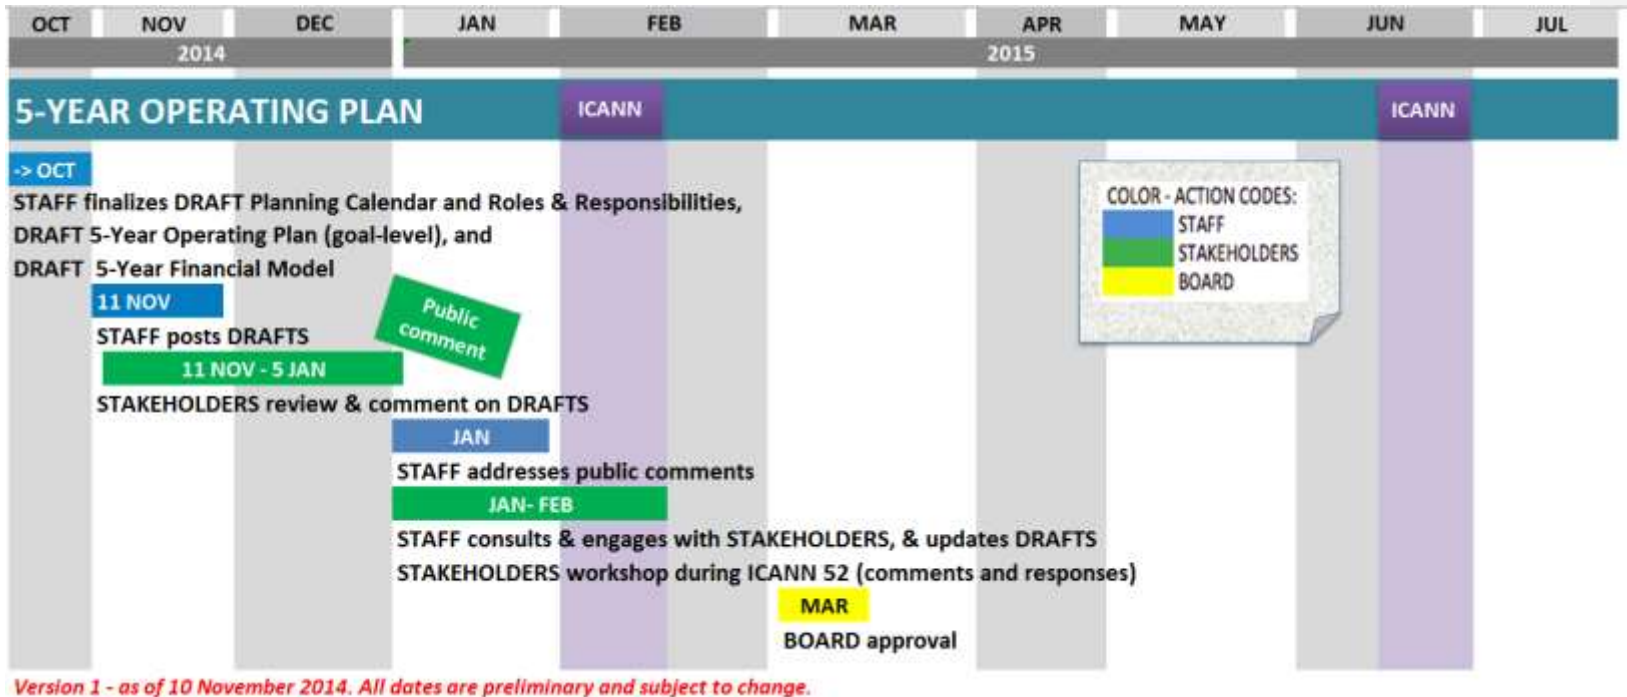 OCT NOV DEC JAN FEB MAR APR MAY JUN JUL
2014 2015
5-YEAR OPERATING PLAN ICANN ICANN
-> OCT
STAFF finalizes DRAFT Planning Calendar and Roles & Responsibilities,
DRAFT 5-Year Operating Plan (goal-level), and
DRAFT 5-Year Financial Model
COLOR - ACTION CODES:
STAFF
STAKEHOLDERS
BOARD
11 NOV
STAFF posts DRAFTS
Public
comment
11 NOV - 5 JAN
STAKEHOLDERS review & comment on DRAFTS
JAN
STAFF addresses public comments
JAN- FEB
STAFF consults & engages with STAKEHOLDERS, & updates DRAFTS
STAKEHOLDERS workshop during ICANN 52 (comments and responses)
MAR
BOARD approval
Version 1 - as of 10 November 2014. All dates are preliminary and subject to change.